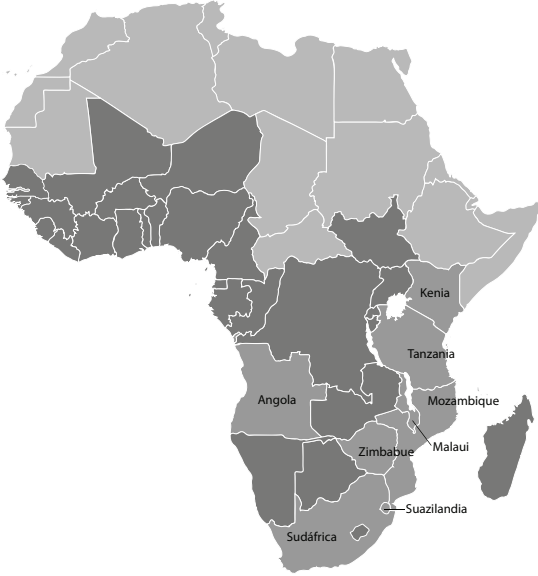 Kenia
Tanzania
Angola
Mozambique
Malaui
Zimbabue
Suazilandia
Sudáfrica